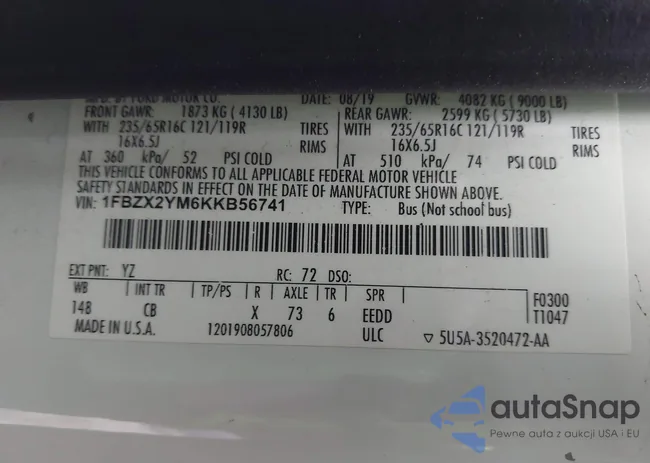 MFD. BY FORD MOTOR CO. DATE: 08/19 GVWR: 4082 KG ( 9000 LB)
FRONT GAWR: 1873 KG ( 4130 LB) REAR GAWR: 2599 KG ( 5730 LB)
WITH 235/65R16C 121/119R TIRES WITH 235/65R16C 121/119R TIRES
16X6.5J RIMS 16X6.5J RIMS
AT 360 kPa/ 52 PSI COLD AT 510 kPa/ 74 PSI COLD
THIS VEHICLE CONFORMS TO ALL APPLICABLE FEDERAL MOTOR VEHICLE
SAFETY STANDARDS IN EFFECT ON THE DATE OF MANUFACTURE SHOWN ABOVE.
VIN: 1FBZX2YM6KKB56741 TYPE: Bus (Not school bus)
EXT PNT: YZ RC: 72 DSO:
WB INT TR TP/PS R AXLE TR SPR F0300
148 CB X 73 6 EEDD T1047
MADE IN U.S.A. 1201908057806 ULC ▽ 5U5A-3520472-AA
autaSnap
Pewne auta z aukcji USA i EU